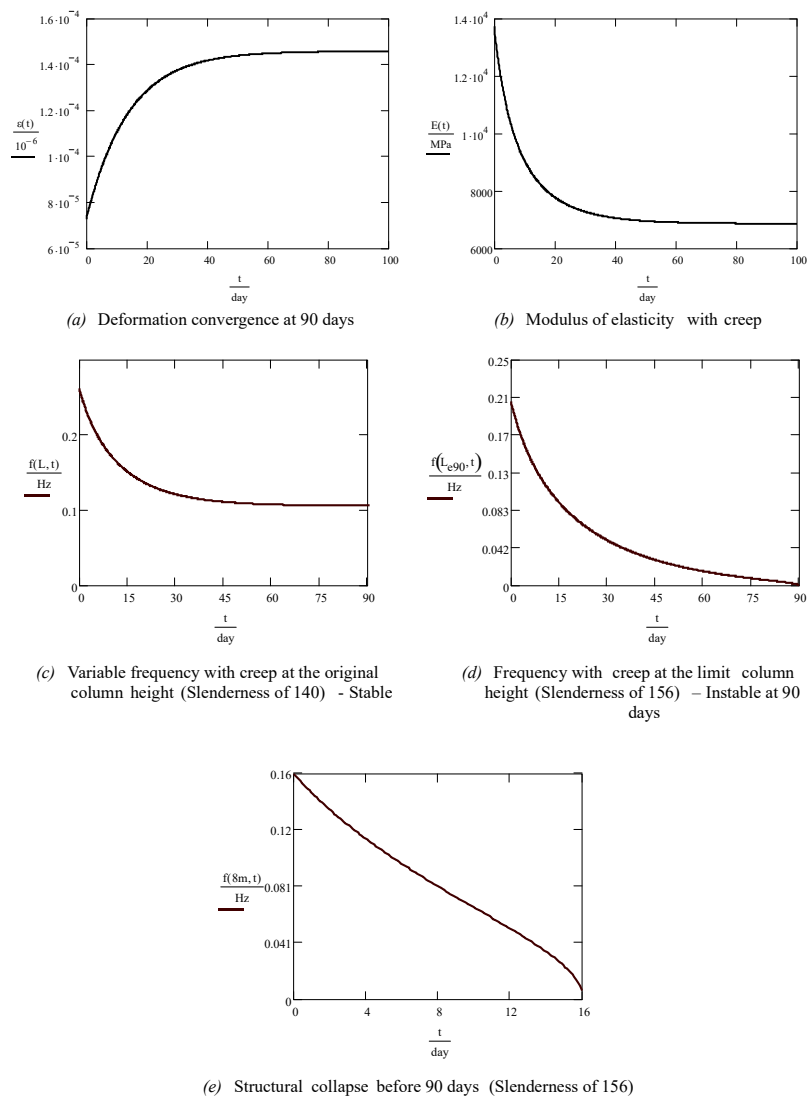 1.6·10⁻⁴
1.4·10⁻⁴
1.2·10⁻⁴
1·10⁻⁴
8·10⁻⁵
6·10⁻⁵
ε(t)
10⁻⁶
0 20 40 60 80 100
t
day
(a) Deformation convergence at 90 days
1.4·10⁴
1.2·10⁴
1·10⁴
8000
6000
E(t)
MPa
0 20 40 60 80 100
t
day
(b) Modulus of elasticity with creep
0.2
0.1
0
f(L,t)
Hz
0 15 30 45 60 75 90
t
day
(c) Variable frequency with creep at the original
column height (Slenderness of 140) - Stable
0.25
0.21
0.17
0.13
0.083
0.042
0
f(Lₑ₉₀,t)
Hz
0 15 30 45 60 75 90
t
day
(d) Frequency with creep at the limit column
height (Slenderness of 156) – Instable at 90
days
0.16
0.12
0.081
0.041
0
f(8m,t)
Hz
0 4 8 12 16
t
day
(e) Structural collapse before 90 days (Slenderness of 156)